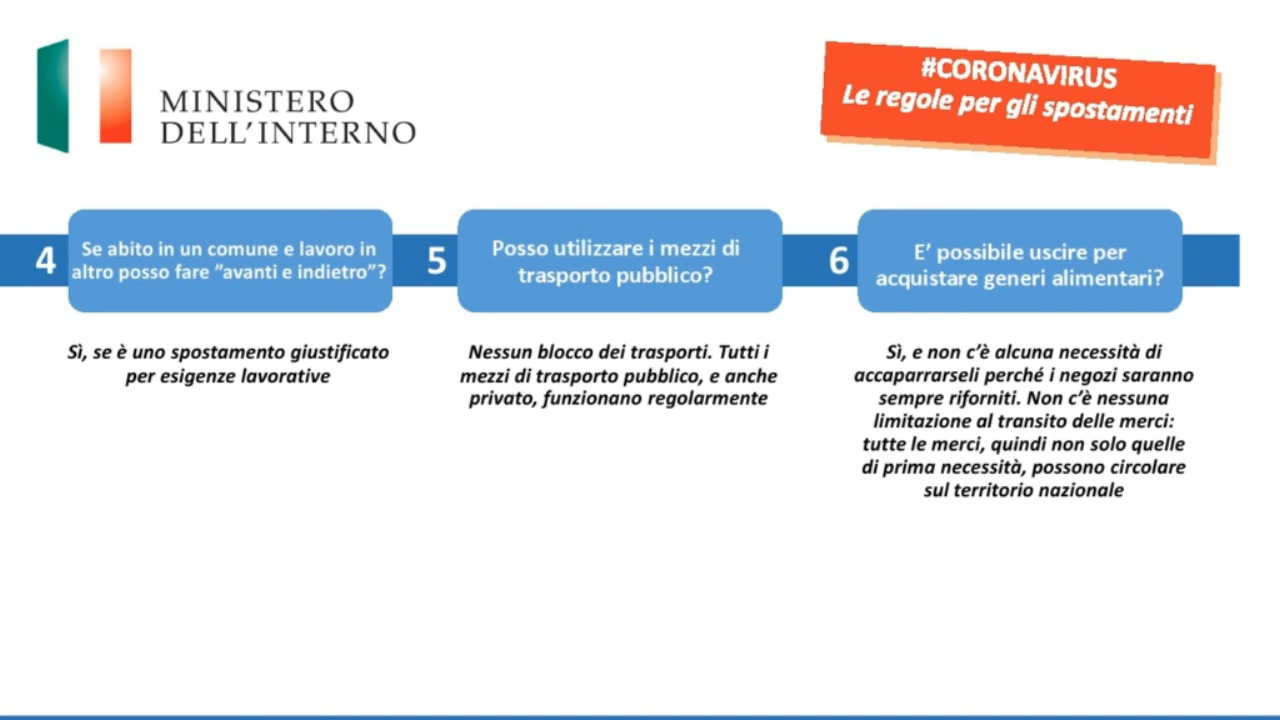 MINISTERO
DELL'INTERNO
#CORONAVIRUS
Le regole per gli spostamenti
4
Se abito in un comune e lavoro in
altro posso fare ”avanti e indietro”?
Sì, se è uno spostamento giustificato
per esigenze lavorative
5
Posso utilizzare i mezzi di
trasporto pubblico?
Nessun blocco dei trasporti. Tutti i
mezzi di trasporto pubblico, e anche
privato, funzionano regolarmente
6
E’ possibile uscire per
acquistare generi alimentari?
Sì, e non c’è alcuna necessità di
accaparrarseli perché i negozi saranno
sempre riforniti. Non c’è nessuna
limitazione al transito delle merci:
tutte le merci, quindi non solo quelle
di prima necessità, possono circolare
sul territorio nazionale